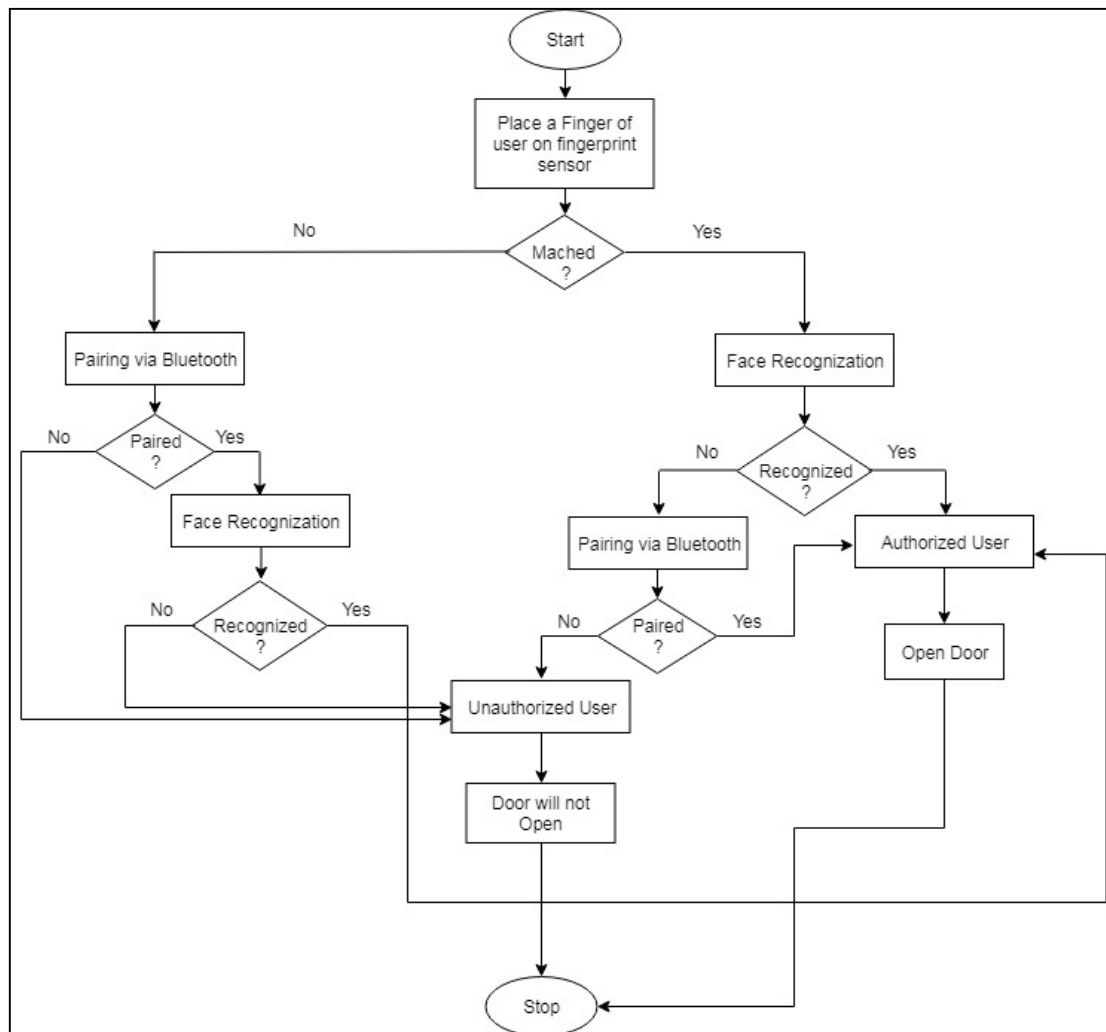 Start
Place a Finger of
user on fingerprint
sensor
No
Yes
Mached
?
Pairing via Bluetooth
Face Recognization
No
Paired
?
Yes
No
Recognized
?
Yes
Face Recognization
Pairing via Bluetooth
Authorized User
No
Recognized
?
Yes
No
Paired
?
Yes
Open Door
Unauthorized User
Door will not
Open
Stop